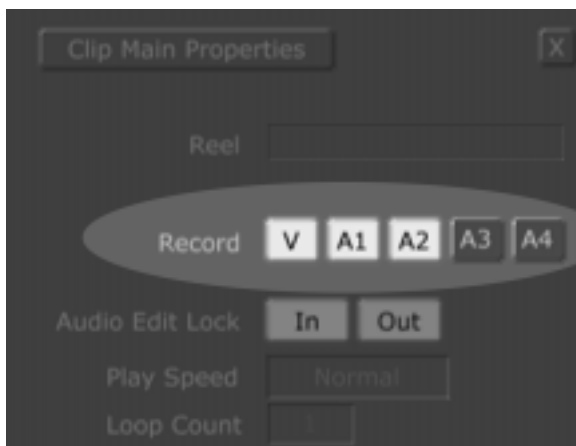 Clip Main Properties X
Reel
Record V A1 A2 A3 A4
Audio Edit Lock In Out
Play Speed Normal
Loop Count